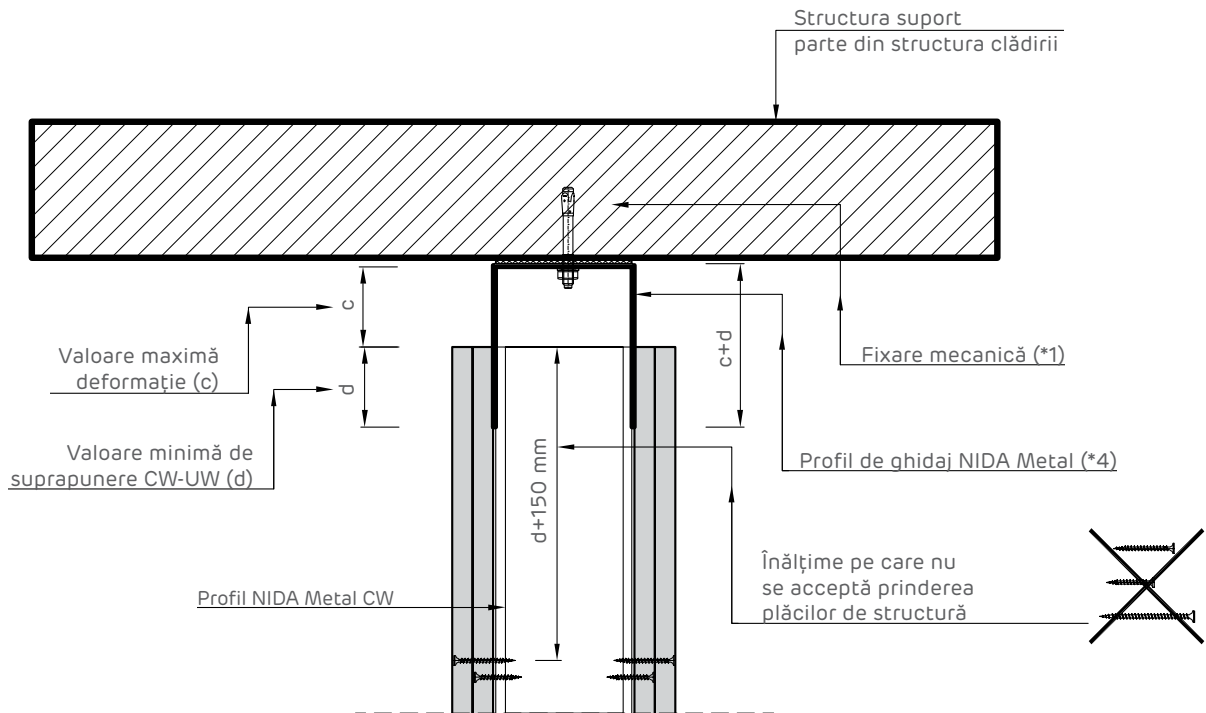 Structura suport
parte din structura clădirii
c
c+d
Valoare maximă
deformație (c)
Fixare mecanică (*1)
d
Valoare minimă de
suprapunere CW-UW (d)
Profil de ghidaj NIDA Metal (*4)
d+150 mm
Înălțime pe care nu
se acceptă prinderea
plăcilor de structură
Profil NIDA Metal CW